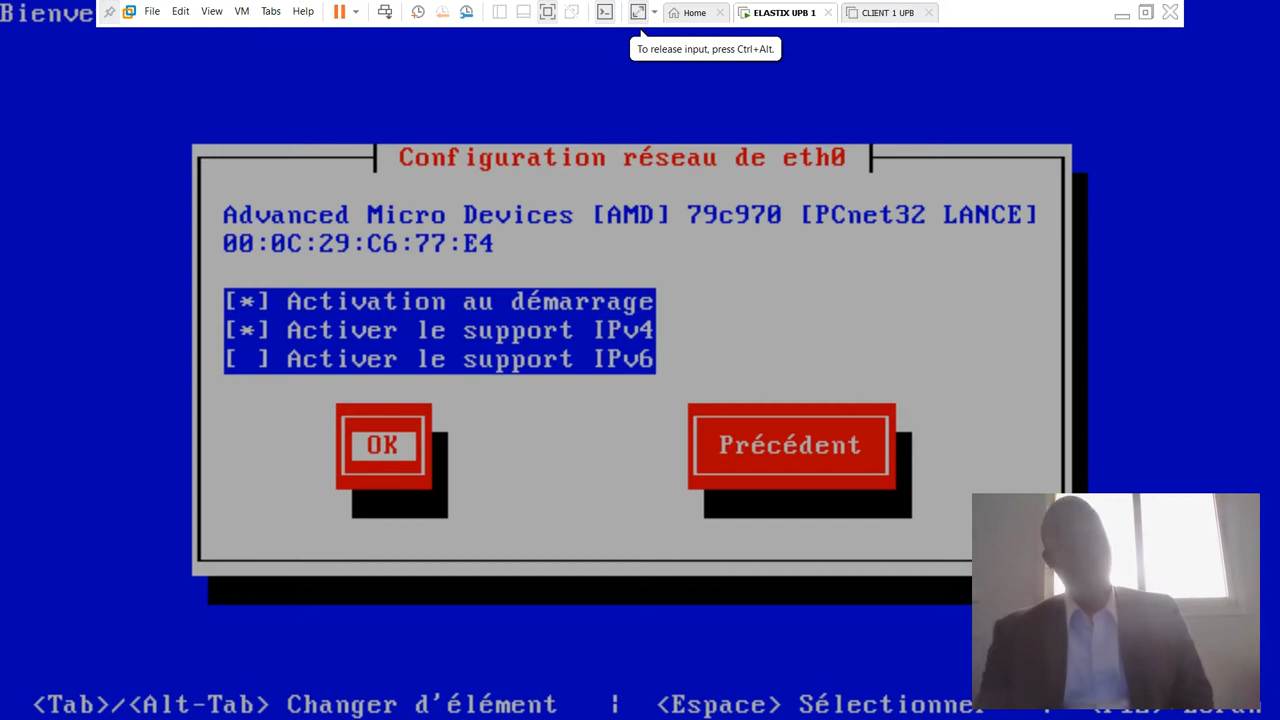 Bienve
File Edit View VM Tabs Help
Home ELASTIX UPB 1 CLIENT 1 UPB
To release input, press Ctrl+Alt.
Configuration réseau de eth0
Advanced Micro Devices [AMD] 79c970 [PCnet32 LANCE]
00:0C:29:C6:77:E4
[*] Activation au démarrage
[*] Activer le support IPv4
[ ] Activer le support IPv6
OK Précédent
<Tab>/<Alt-Tab> Changer d'élément | <Espace> Sélectionner